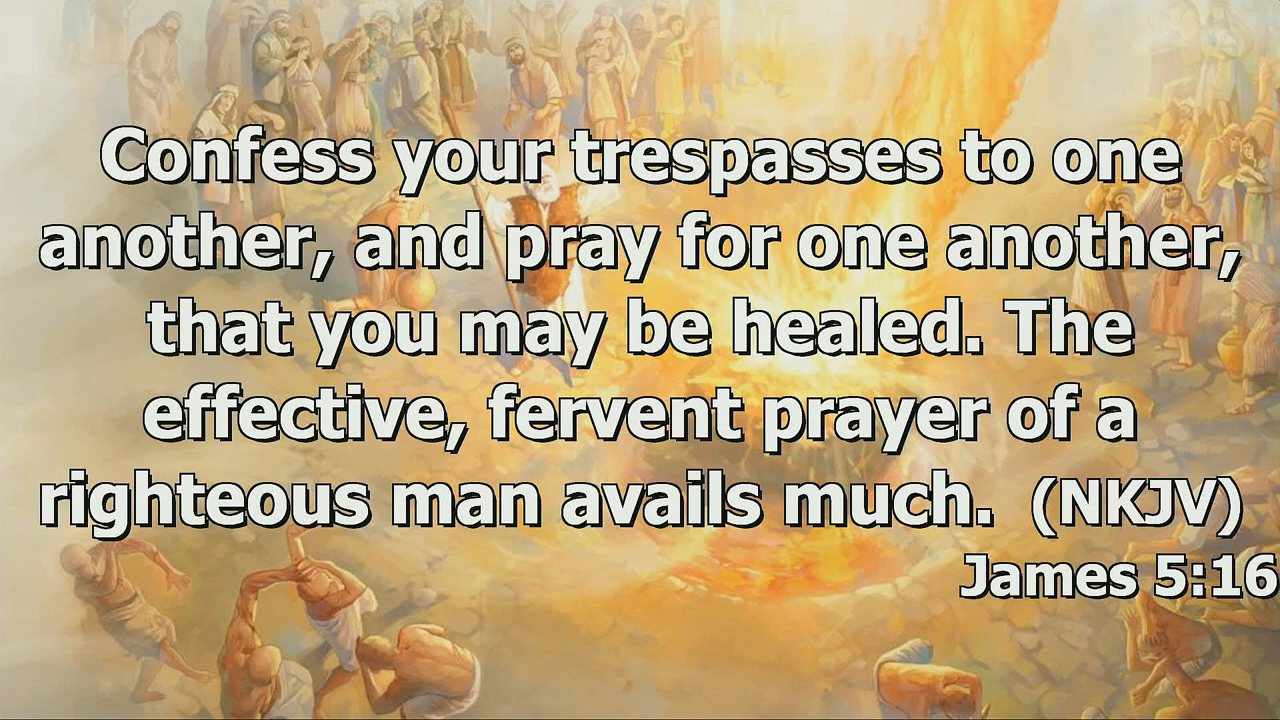 Confess your trespasses to one
another, and pray for one another,
that you may be healed. The
effective, fervent prayer of a
righteous man avails much. (NKJV)
James 5:16